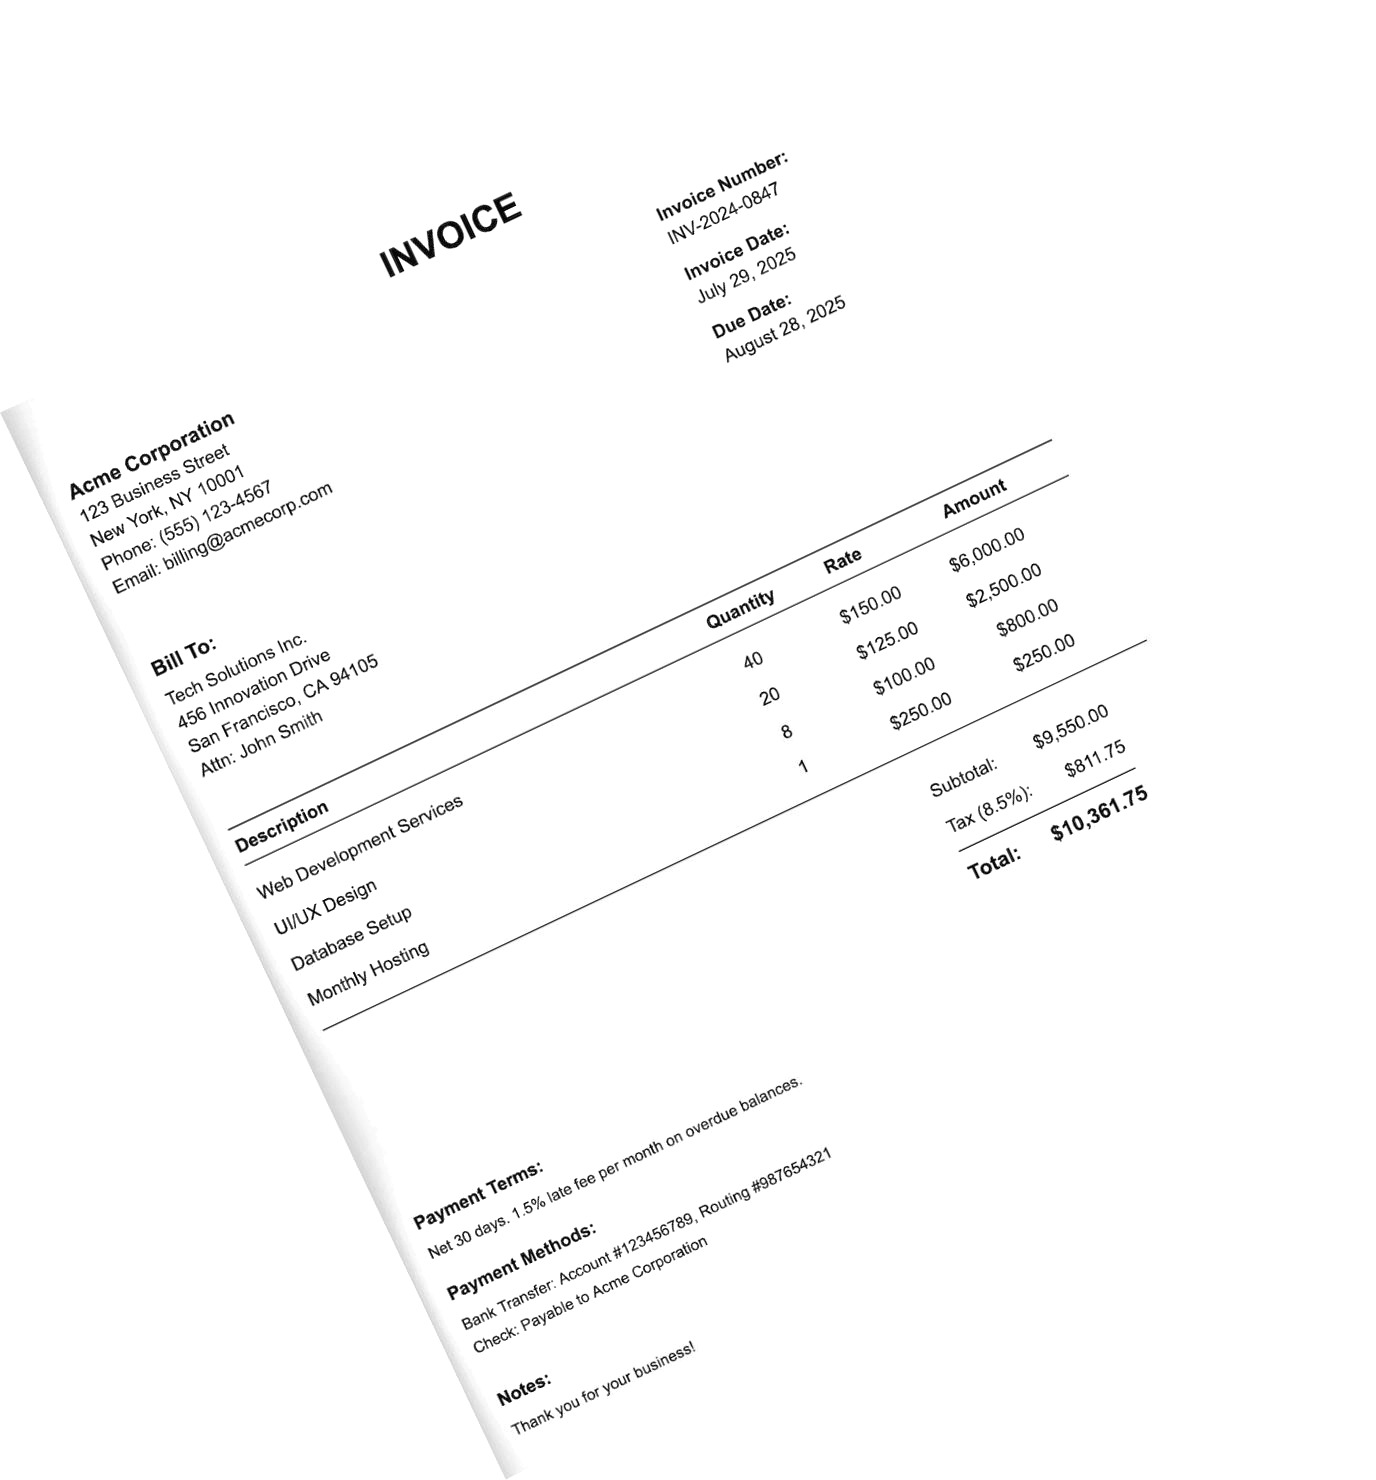 INVOICE
Invoice Number:
INV-2024-0847
Invoice Date:
July 29, 2025
Due Date:
August 28, 2025
Acme Corporation
123 Business Street
New York, NY 10001
Phone: (555) 123-4567
Email: billing@acmecorp.com
Bill To:
Tech Solutions Inc.
456 Innovation Drive
San Francisco, CA 94105
Attn: John Smith
Description Quantity Rate Amount
Web Development Services 40 $150.00 $6,000.00
UI/UX Design 20 $125.00 $2,500.00
Database Setup 8 $100.00 $800.00
Monthly Hosting 1 $250.00 $250.00
Subtotal: $9,550.00
Tax (8.5%): $811.75
Total: $10,361.75
Payment Terms:
Net 30 days. 1.5% late fee per month on overdue balances.
Payment Methods:
Bank Transfer: Account #123456789, Routing #987654321
Check: Payable to Acme Corporation
Notes:
Thank you for your business!